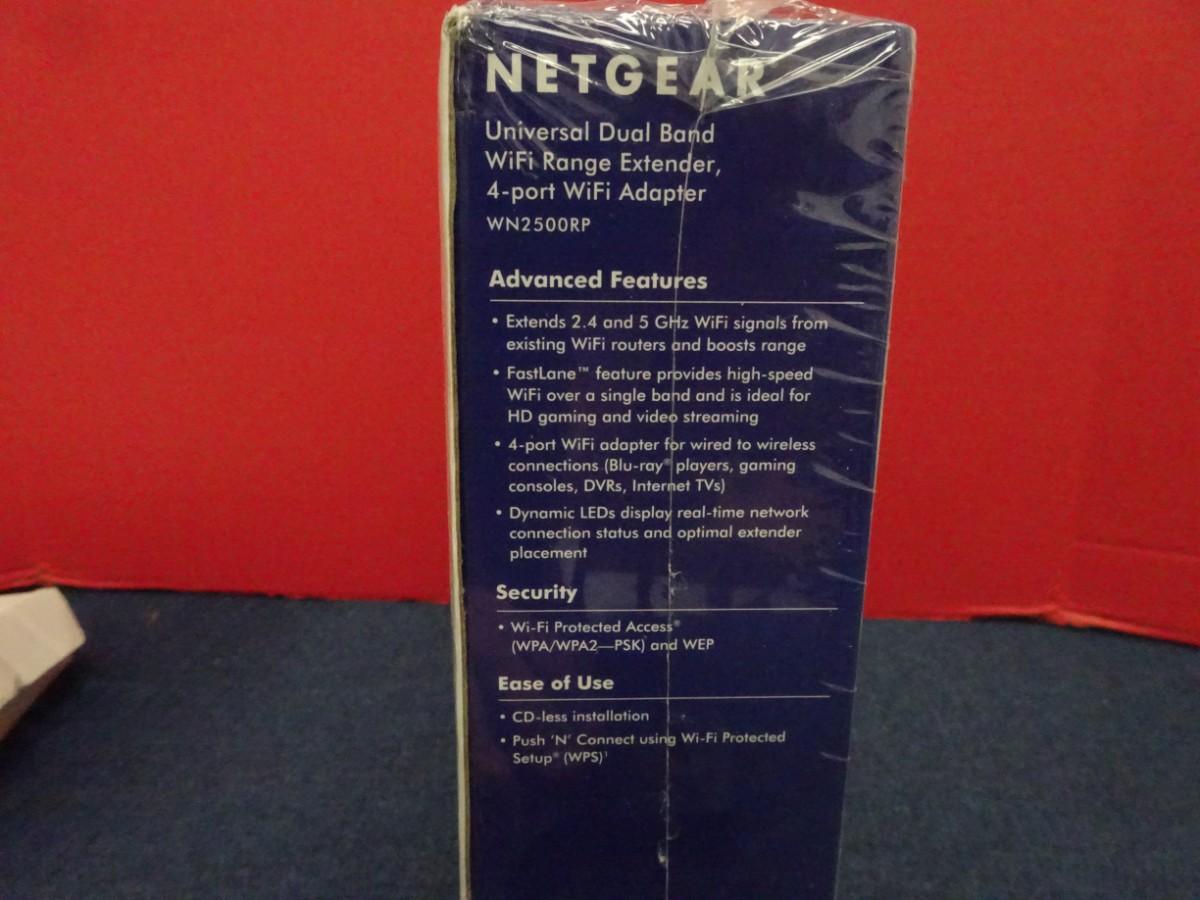 NETGEAR
Universal Dual Band
WiFi Range Extender,
4-port WiFi Adapter
WN2500RP
Advanced Features
• Extends 2.4 and 5 GHz WiFi signals from
existing WiFi routers and boosts range
• FastLane™ feature provides high-speed
WiFi over a single band and is ideal for
HD gaming and video streaming
• 4-port WiFi adapter for wired to wireless
connections (Blu-ray® players, gaming
consoles, DVRs, Internet TVs)
• Dynamic LEDs display real-time network
connection status and optimal extender
placement
Security
• Wi-Fi Protected Access®
(WPA/WPA2—PSK) and WEP
Ease of Use
• CD-less installation
• Push ‘N’ Connect using Wi-Fi Protected
Setup® (WPS)¹